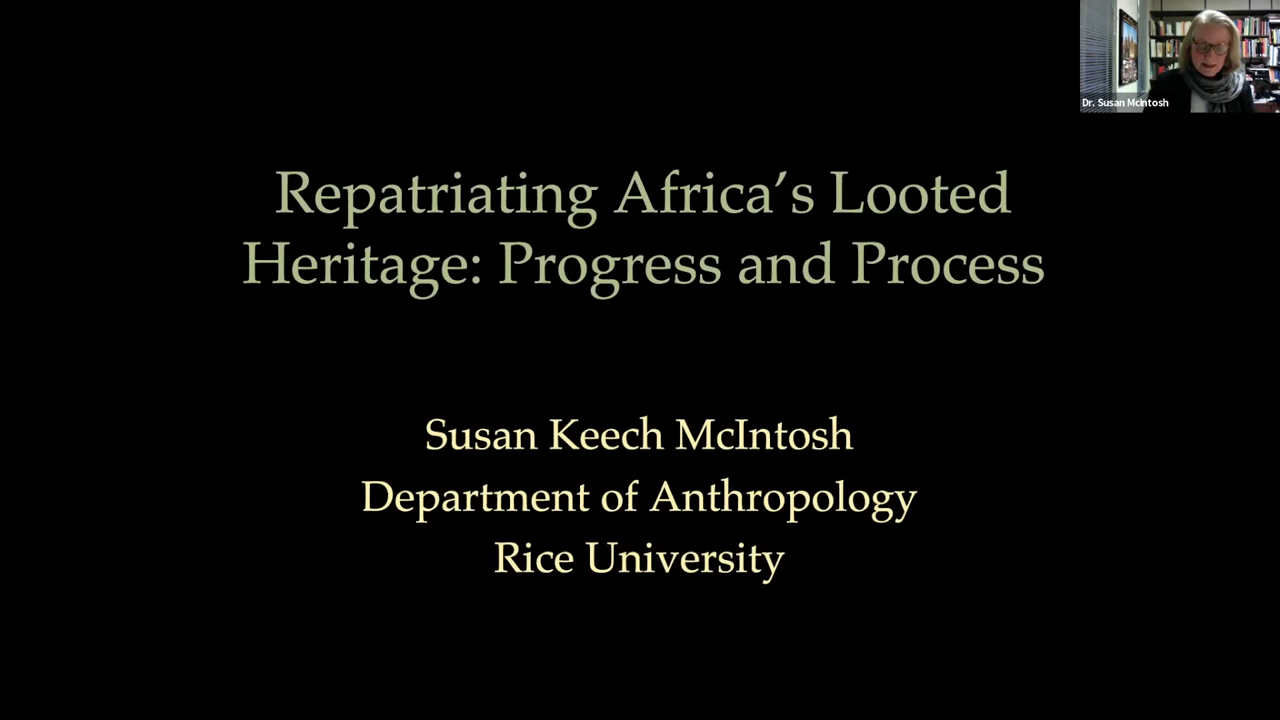 Dr. Susan McIntosh
Repatriating Africa’s Looted
Heritage: Progress and Process
Susan Keech McIntosh
Department of Anthropology
Rice University